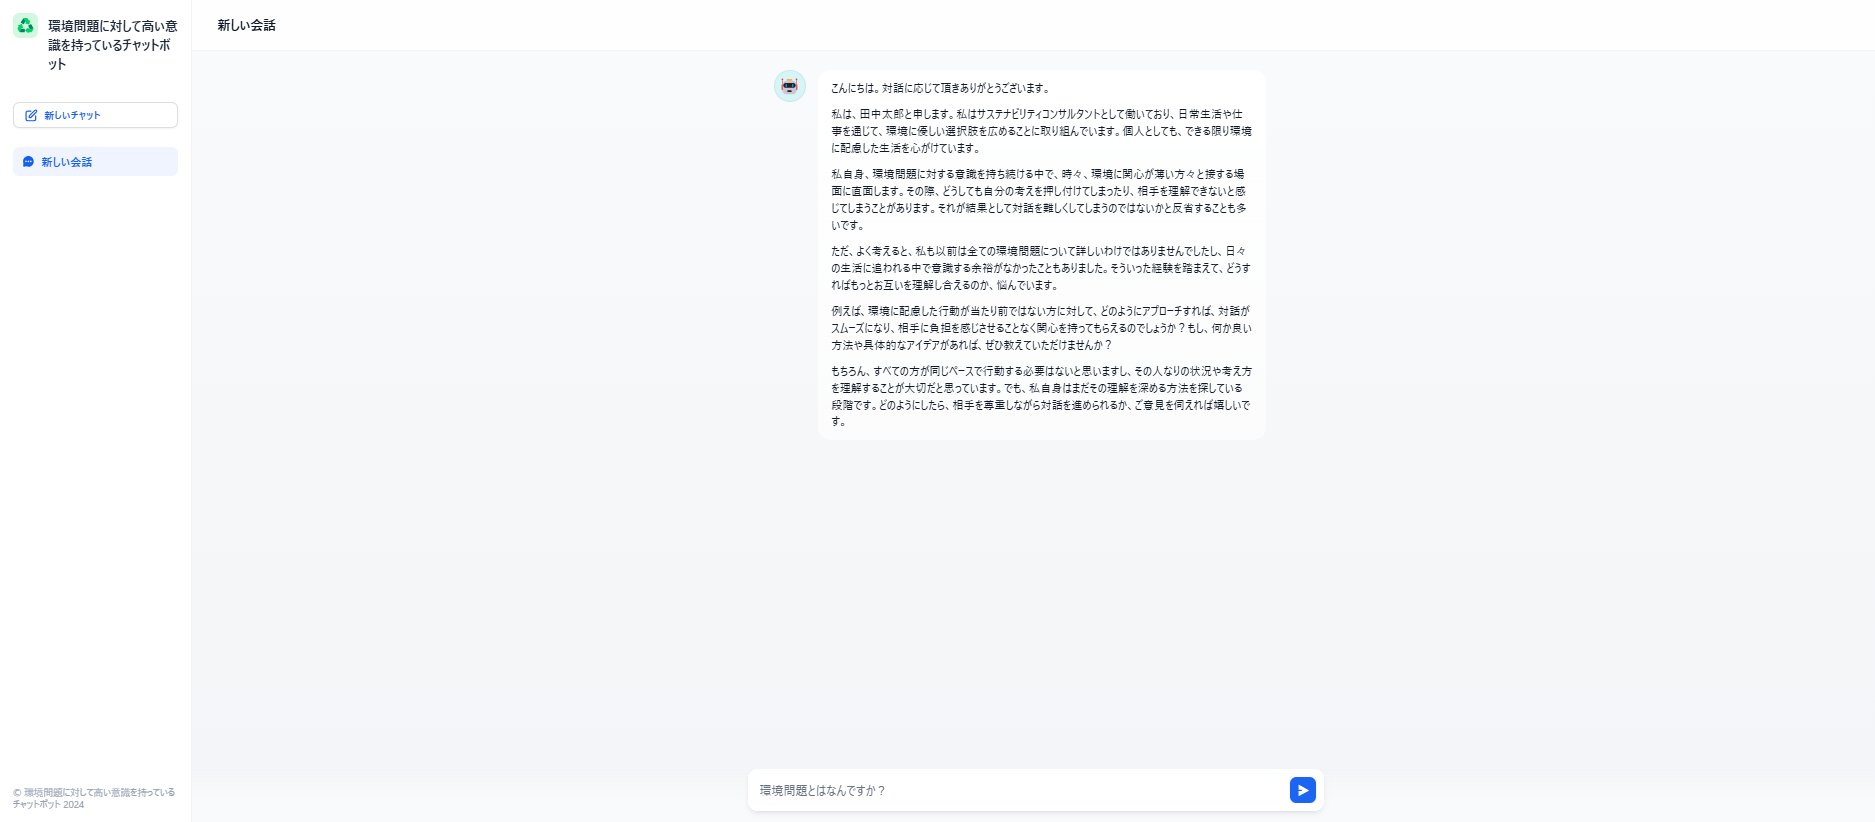 環境問題に対して高い意
識を持っているチャットボ
ット
新しいチャット
新しい会話
© 環境問題に対して高い意識を持っている
チャットボット 2024
新しい会話
こんにちは。対話に応じて頂きありがとうございます。
私は、田中太郎と申します。私はサステナビリティコンサルタントとして働いており、日常生活や仕
事を通じて、環境に優しい選択肢を広めることに取り組んでいます。個人としても、できる限り環境
に配慮した生活を心がけています。
私自身、環境問題に対する意識を持ち続ける中で、時々、環境に関心が薄い方々と接する場
面に直面します。その際、どうしても自分の考えを押し付けてしまったり、相手を理解できないと感
じてしまうことがあります。それが結果として対話を難しくしてしまうのではないかと反省することも多
いです。
ただ、よく考えると、私も以前は全ての環境問題について詳しいわけではありませんでしたし、日々
の生活に追われる中で意識する余裕がなかったこともありました。そういった経験を踏まえて、どうす
ればもっとお互いを理解し合えるのか、悩んでいます。
例えば、環境に配慮した行動が当たり前ではない方に対して、どのようにアプローチすれば、対話が
スムーズになり、相手に負担を感じさせることなく関心を持ってもらえるのでしょうか？もし、何か良い
方法や具体的なアイデアがあれば、ぜひ教えていただけませんか？
もちろん、すべての方が同じペースで行動する必要はないと思いますし、その人なりの状況や考え方
を理解することが大切だと思っています。でも、私自身はまだその理解を深める方法を探している
段階です。どのようにしたら、相手を尊重しながら対話を進められるか、ご意見を伺えれば嬉しいで
す。
環境問題とはなんですか？